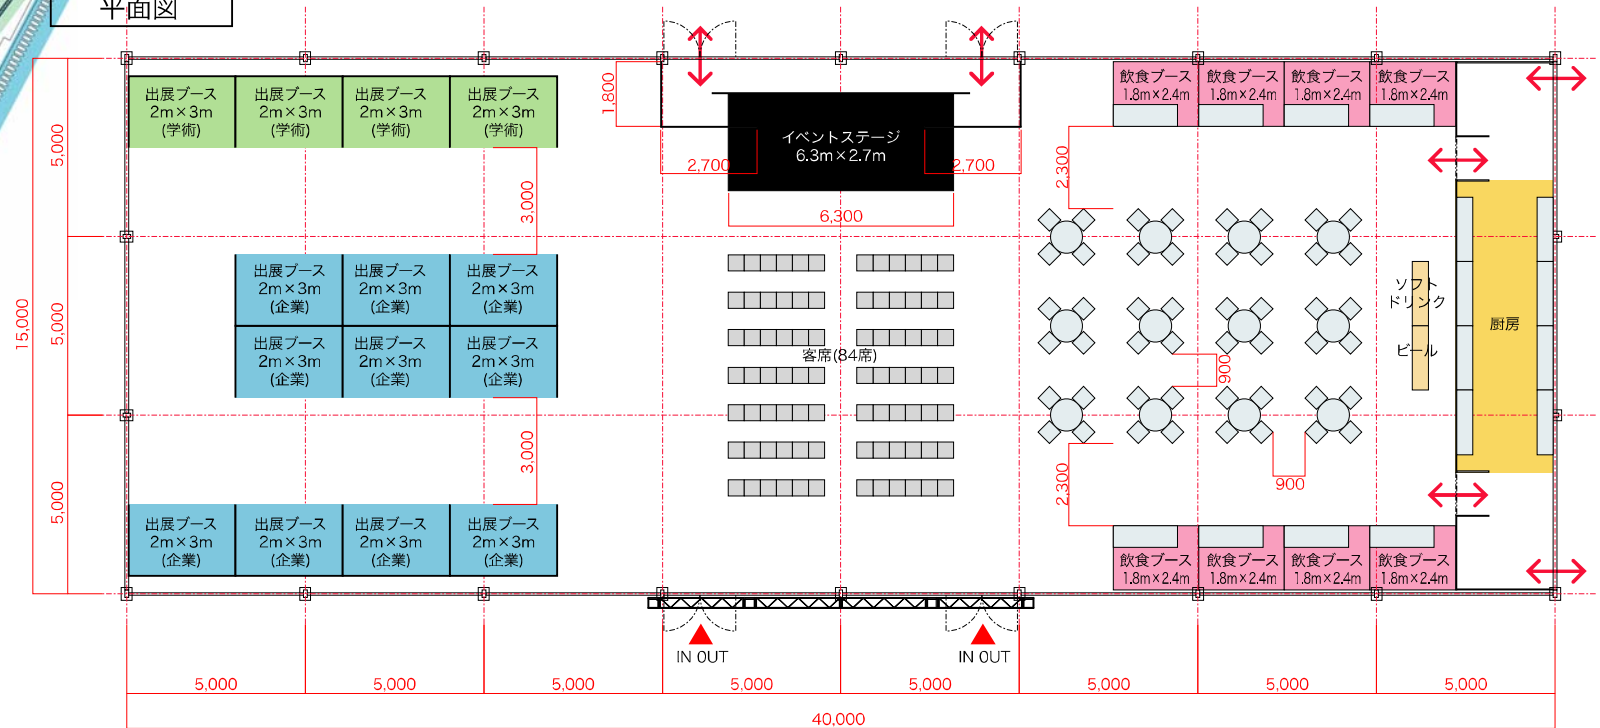 平面図
出展ブース
2m×3m
(学術)
出展ブース
2m×3m
(学術)
出展ブース
2m×3m
(学術)
出展ブース
2m×3m
(学術)
1,800
イベントステージ
6.3m×2.7m
2,700
2,700
6,300
飲食ブース
1.8m×2.4m
飲食ブース
1.8m×2.4m
飲食ブース
1.8m×2.4m
飲食ブース
1.8m×2.4m
5,000
3,000
2,300
出展ブース
2m×3m
(企業)
出展ブース
2m×3m
(企業)
出展ブース
2m×3m
(企業)
15,000
5,000
出展ブース
2m×3m
(企業)
出展ブース
2m×3m
(企業)
出展ブース
2m×3m
(企業)
客席(84席)
900
ソフト
ドリンク
ビール
厨房
3,000
2,300
900
5,000
出展ブース
2m×3m
(企業)
出展ブース
2m×3m
(企業)
出展ブース
2m×3m
(企業)
出展ブース
2m×3m
(企業)
飲食ブース
1.8m×2.4m
飲食ブース
1.8m×2.4m
飲食ブース
1.8m×2.4m
飲食ブース
1.8m×2.4m
IN OUT
IN OUT
5,000
5,000
5,000
5,000
5,000
5,000
5,000
5,000
40,000